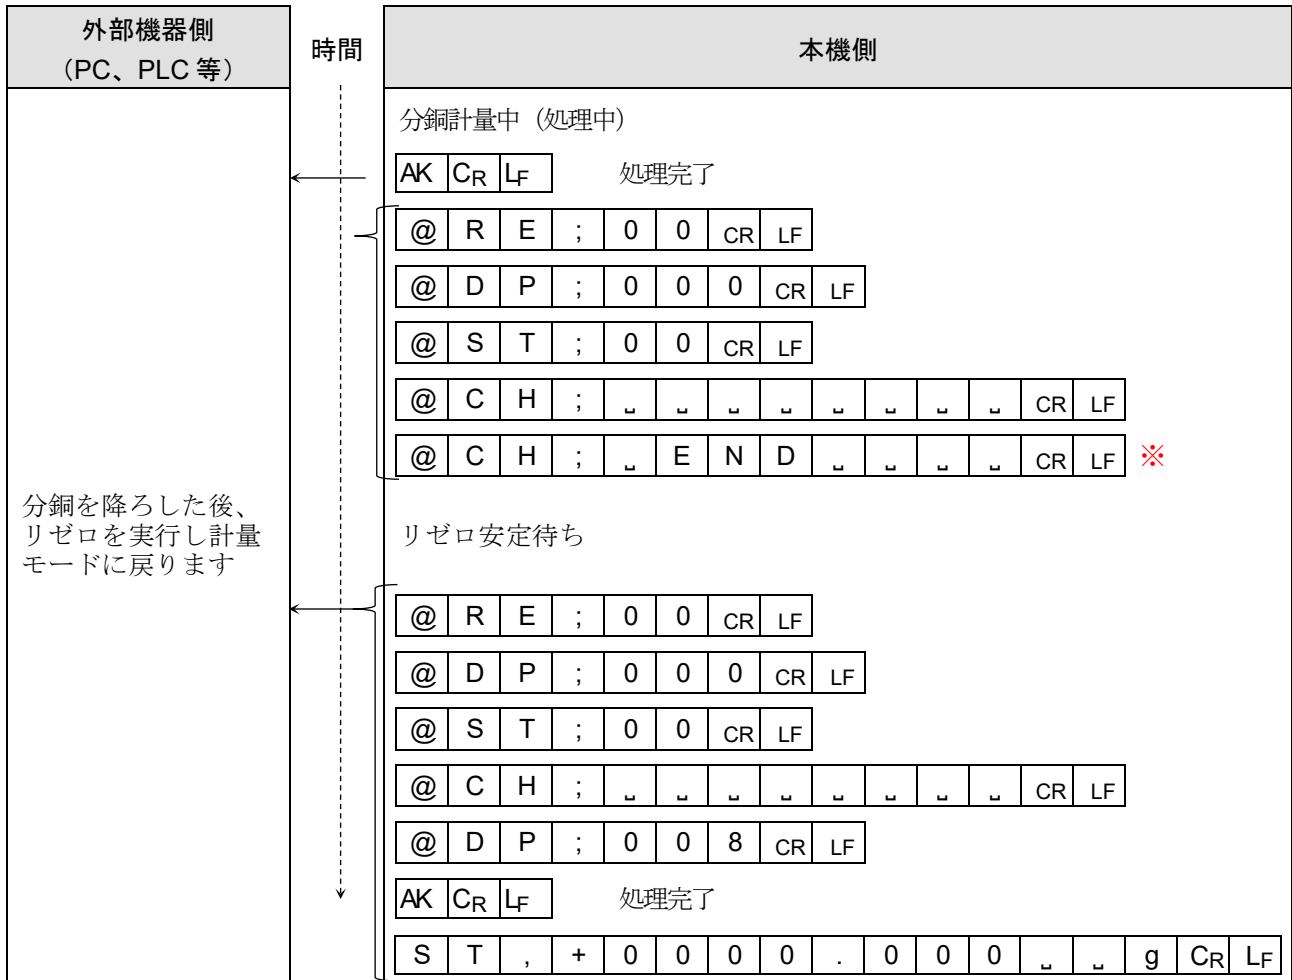 外部機器側
（PC、PLC 等）
時間
本機側
分銅計量中（処理中）
AK CR LF 処理完了
@ R E ; 0 0 CR LF
@ D P ; 0 0 0 CR LF
@ S T ; 0 0 CR LF
@ C H ; ␣ ␣ ␣ ␣ ␣ ␣ ␣ ␣ CR LF
@ C H ; ␣ E N D ␣ ␣ ␣ ␣ CR LF ※
分銅を降ろした後、
リゼロを実行し計量
モードに戻ります
リゼロ安定待ち
@ R E ; 0 0 CR LF
@ D P ; 0 0 0 CR LF
@ S T ; 0 0 CR LF
@ C H ; ␣ ␣ ␣ ␣ ␣ ␣ ␣ ␣ CR LF
@ D P ; 0 0 8 CR LF
AK CR LF 処理完了
S T , + 0 0 0 0 . 0 0 0 ␣ ␣ g CR LF